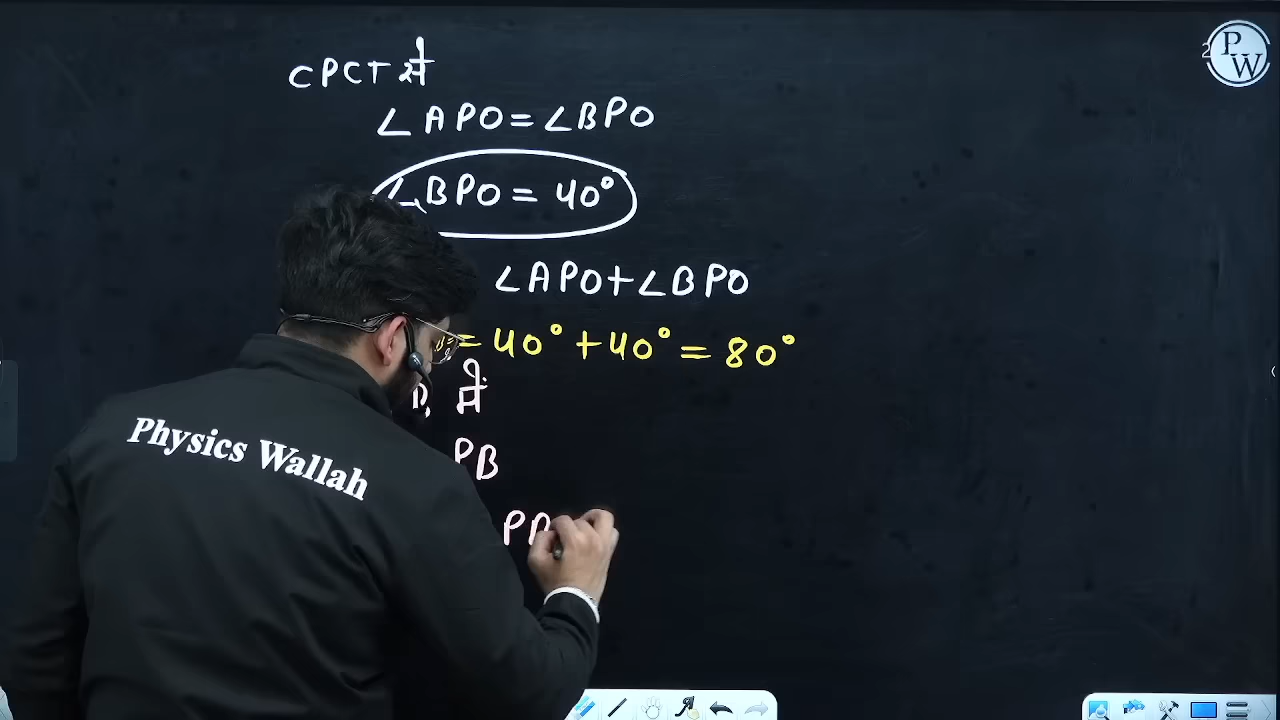 CPCT से
∠APO=∠BPO
∠BPO = 40°
∠APO+∠BPO
= 40° + 40° = 80°
में
PB
P
Physics Wallah
PW